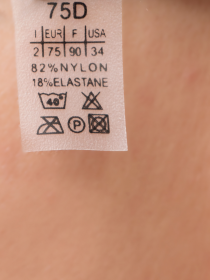 75D
I EUR F USA
2 75 90 34
82%NYLON
18%ELASTANE
40°
P